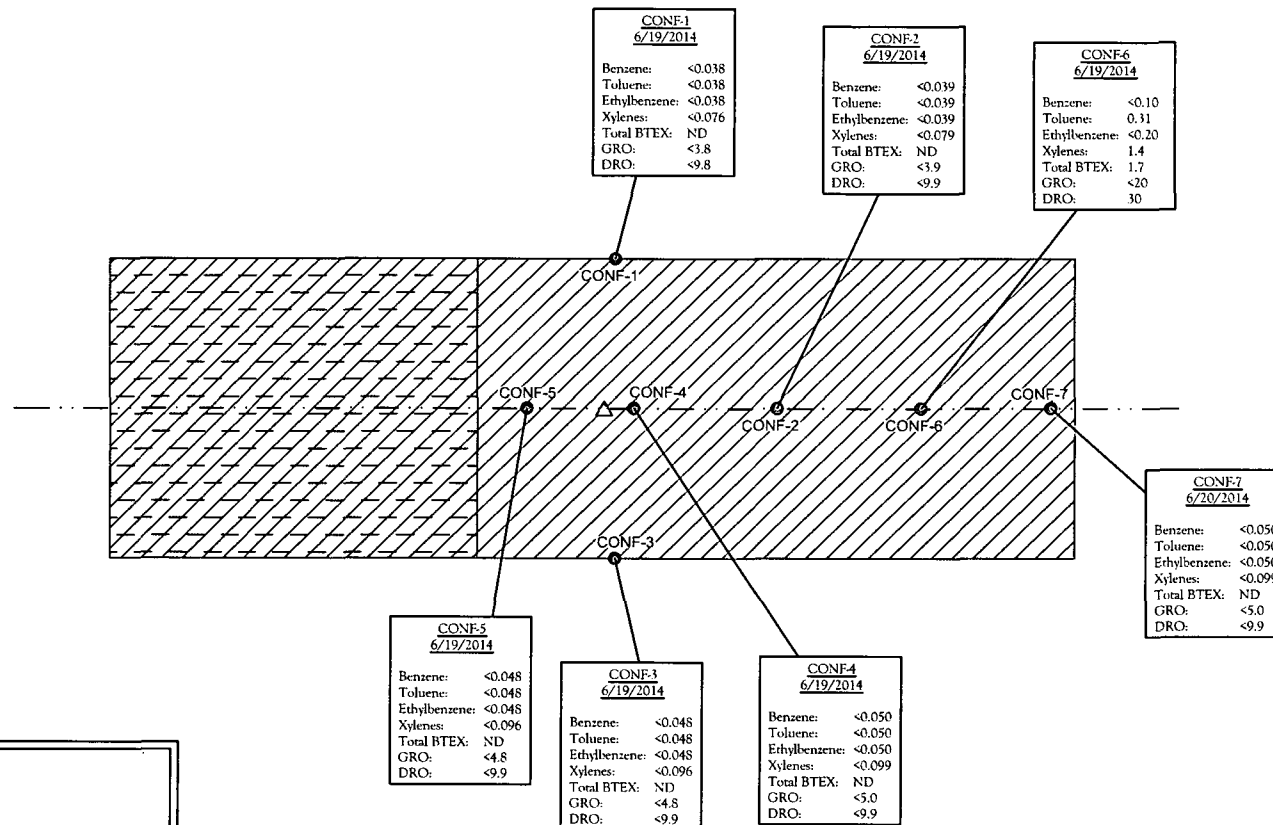 CONF-1
6/19/2014
Benzene: <0.038
Toluene: <0.038
Ethylbenzene: <0.038
Xylenes: <0.076
Total BTEX: ND
GRO: <3.8
DRO: <9.8
CONF-2
6/19/2014
Benzene: <0.039
Toluene: <0.039
Ethylbenzene: <0.039
Xylenes: <0.079
Total BTEX: ND
GRO: <3.9
DRO: <9.9
CONF-6
6/19/2014
Benzene: <0.10
Toluene: 0.31
Ethylbenzene: <0.20
Xylenes: 1.4
Total BTEX: 1.7
GRO: <20
DRO: 30
CONF-1
CONF-5
CONF-4
CONF-2
CONF-6
CONF-7
CONF-3
CONF-7
6/20/2014
Benzene: <0.050
Toluene: <0.050
Ethylbenzene: <0.050
Xylenes: <0.099
Total BTEX: ND
GRO: <5.0
DRO: <9.9
CONF-5
6/19/2014
Benzene: <0.048
Toluene: <0.048
Ethylbenzene: <0.048
Xylenes: <0.096
Total BTEX: ND
GRO: <4.8
DRO: <9.9
CONF-3
6/19/2014
Benzene: <0.048
Toluene: <0.048
Ethylbenzene: <0.048
Xylenes: <0.096
Total BTEX: ND
GRO: <4.8
DRO: <9.9
CONF-4
6/19/2014
Benzene: <0.050
Toluene: <0.050
Ethylbenzene: <0.050
Xylenes: <0.099
Total BTEX: ND
GRO: <5.0
DRO: <9.9